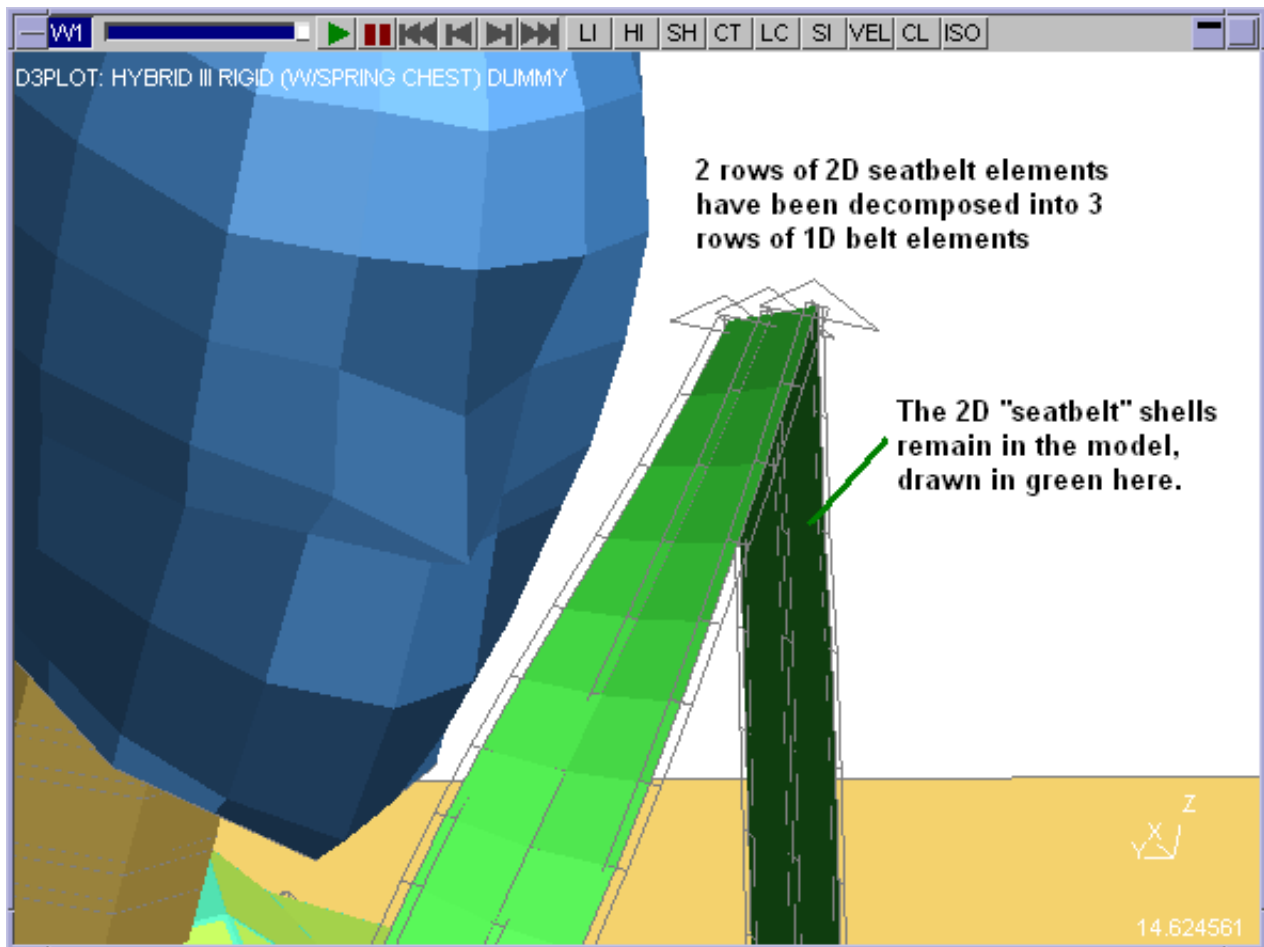 W1 LI HI SH CT LC SI VEL CL ISO
D3PLOT: HYBRID III RIGID (W/SPRING CHEST) DUMMY
2 rows of 2D seatbelt elements
have been decomposed into 3
rows of 1D belt elements
The 2D "seatbelt" shells
remain in the model,
drawn in green here.
Z
X
Y
14.624561